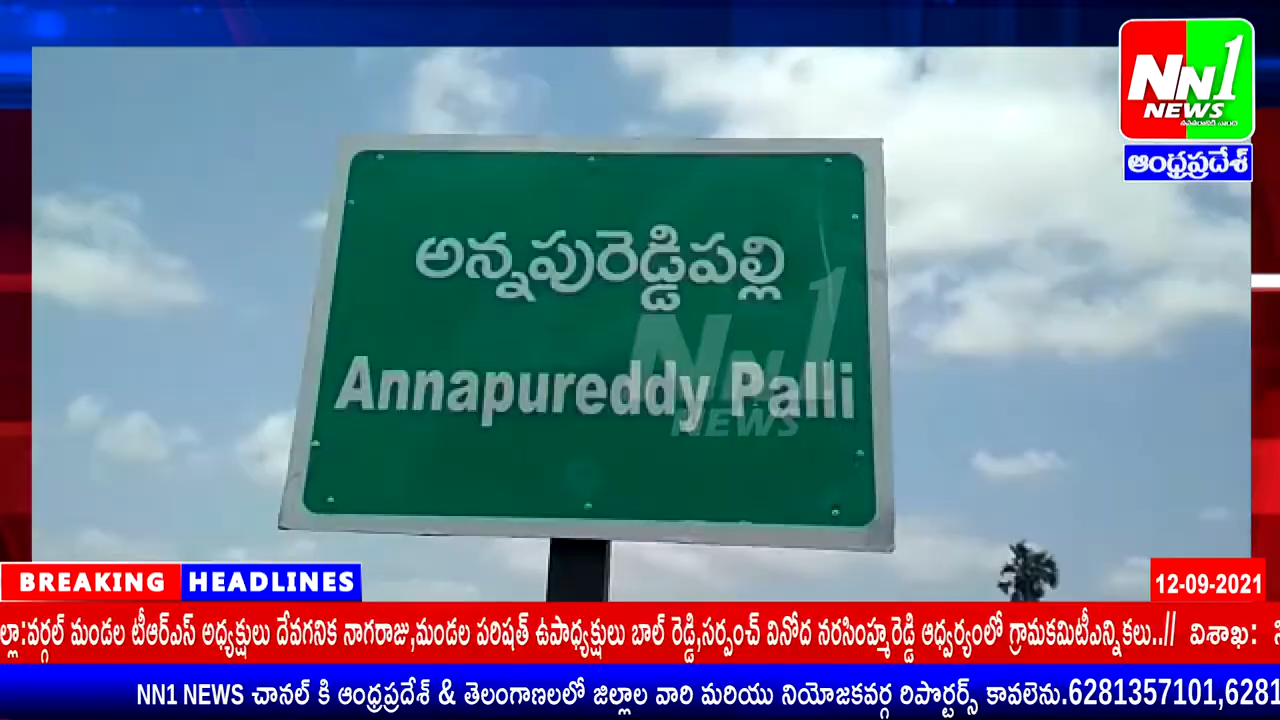 NN1
NEWS
ఆంధ్రప్రదేశ్
అన్నపురెడ్డిపల్లి
Annapureddy Palli
NN1
NEWS
BREAKING HEADLINES
12-09-2021
ల్లా:వర్గల్ మండల టీఆర్ఎస్ అధ్యక్షులు దేవగనిక నాగరాజు,మండల పరిషత్ ఉపాధ్యక్షులు బాల్ రెడ్డి,సర్పంచ్ వినోద నరసింహ్మరెడ్డి ఆధ్వర్యంలో గ్రామకమిటీఎన్నికలు..// విశాఖ:
NN1 NEWS చానల్ కి ఆంధ్రప్రదేశ్ & తెలంగాణలలో జిల్లాల వారి మరియు నియోజకవర్గ రిపొర్టర్స్ కావలెను.6281357101,6281